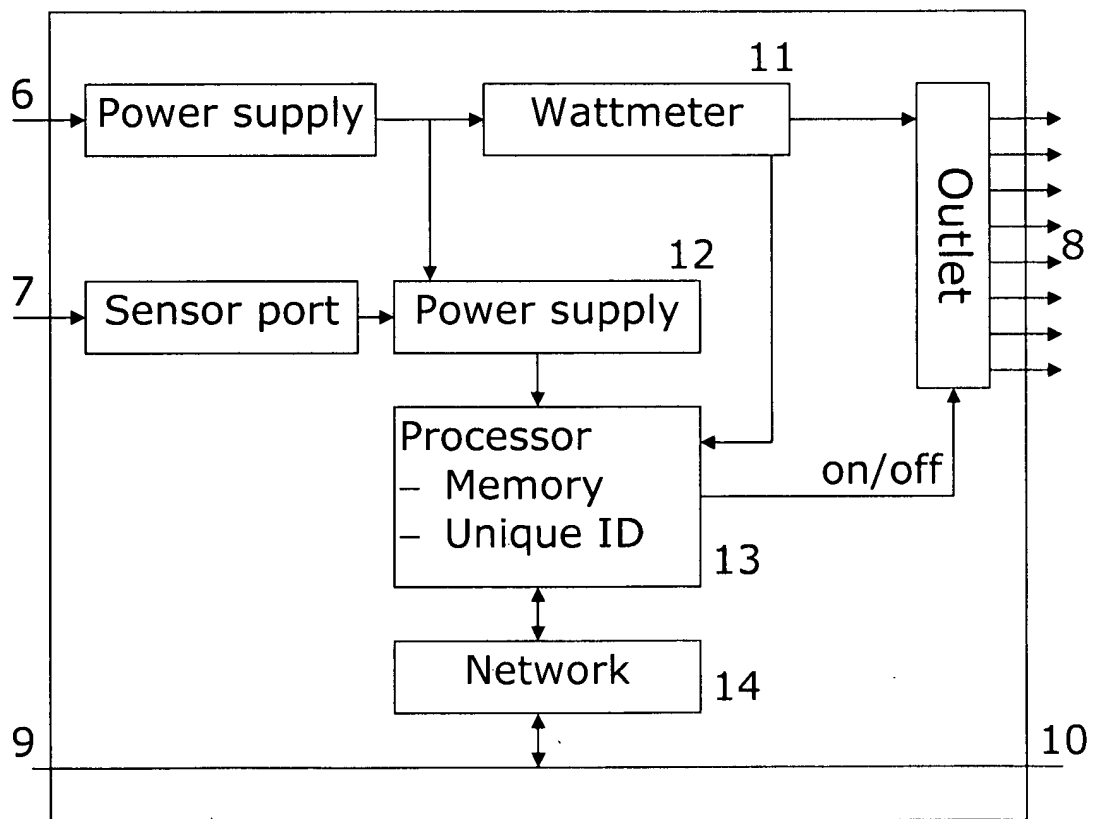 11
6
Power supply
Wattmeter
Outlet
8
12
7
Sensor port
Power supply
Processor
– Memory
– Unique ID
on/off
13
Network
14
9
10